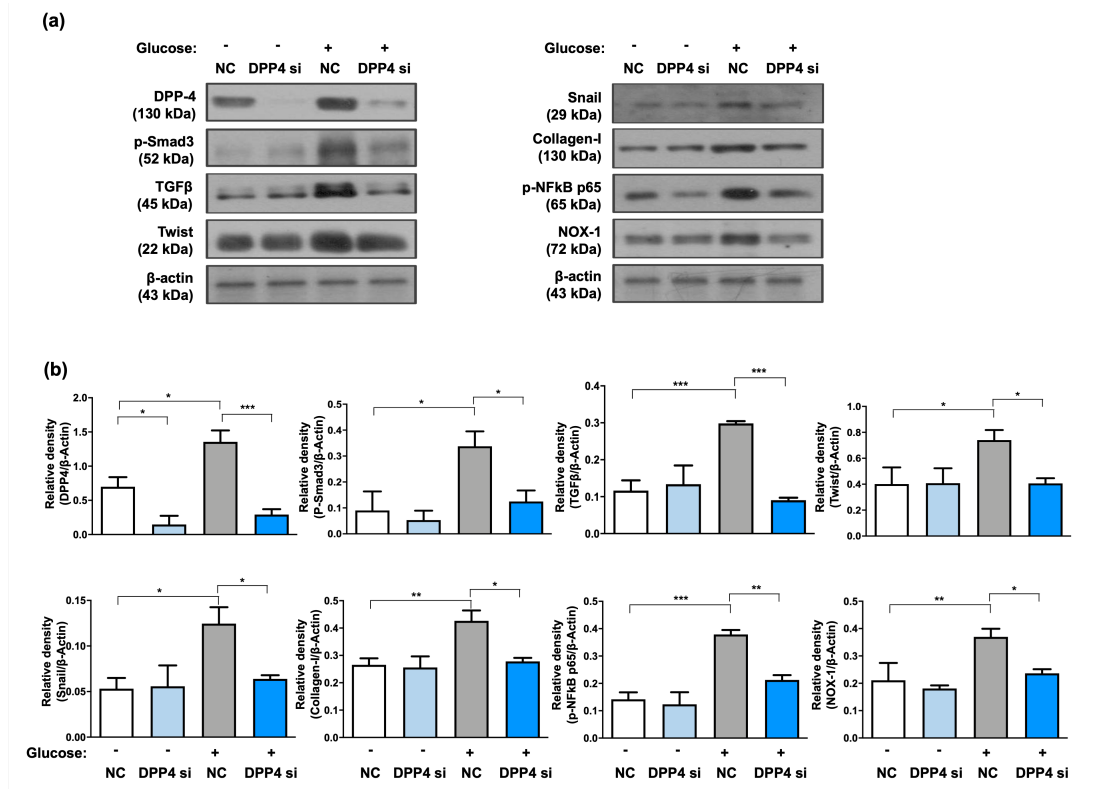 (a)
Glucose: - - + +
NC DPP4 si NC DPP4 si
DPP-4
(130 kDa)
p-Smad3
(52 kDa)
TGFβ
(45 kDa)
Twist
(22 kDa)
β-actin
(43 kDa)
Glucose: - - + +
NC DPP4 si NC DPP4 si
Snail
(29 kDa)
Collagen-I
(130 kDa)
p-NFkB p65
(65 kDa)
NOX-1
(72 kDa)
β-actin
(43 kDa)
(b)
Relative density
(DPP4/β-Actin)
2.0
1.5
1.0
0.5
0.0
*
*
***
Relative density
(P-Smad3/β-Actin)
0.5
0.4
0.3
0.2
0.1
0.0
*
*
Relative density
(TGFβ/β-Actin)
0.4
0.3
0.2
0.1
0.0
***
***
Relative density
(Twist/β-Actin)
1.0
0.8
0.6
0.4
0.2
0.0
*
*
Relative density
(Snail/β-Actin)
0.15
0.10
0.05
0.00
*
*
Relative density
(Collagen-I/β-Actin)
0.5
0.4
0.3
0.2
0.1
0.0
**
*
Relative density
(p-NFkB p65/β-Actin)
0.5
0.4
0.3
0.2
0.1
0.0
***
**
Relative density
(NOX-1/β-Actin)
0.5
0.4
0.3
0.2
0.1
0.0
**
*
Glucose: - - + + - - + + - - + + - - + +
NC DPP4 si NC DPP4 si NC DPP4 si NC DPP4 si NC DPP4 si NC DPP4 si NC DPP4 si NC DPP4 si